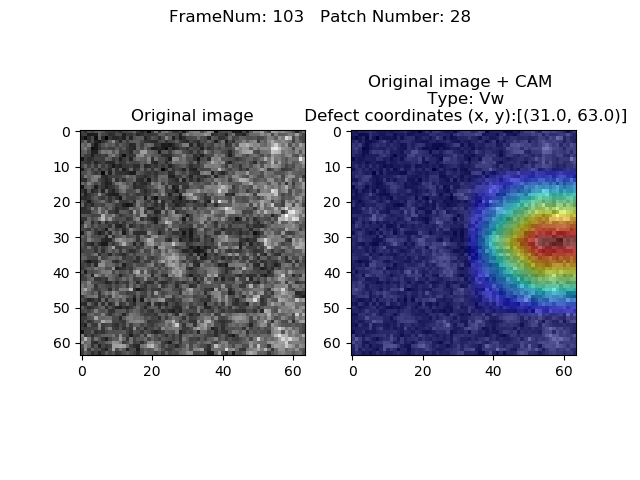 FrameNum: 103   Patch Number: 28
Original image
Original image + CAM
Type: Vw
Defect coordinates (x, y):[(31.0, 63.0)]
0
10
20
30
40
50
60
0 20 40 60
0
10
20
30
40
50
60
0 20 40 60